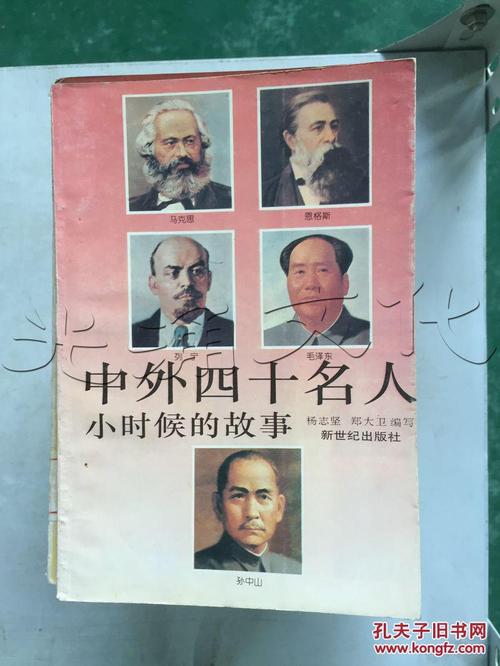 马克思
恩格斯
列宁
毛泽东
中外四十名人
小时候的故事
杨志坚 郑大卫 编写
新世纪出版社
孙中山
孔夫子旧书网
www.kongfz.com